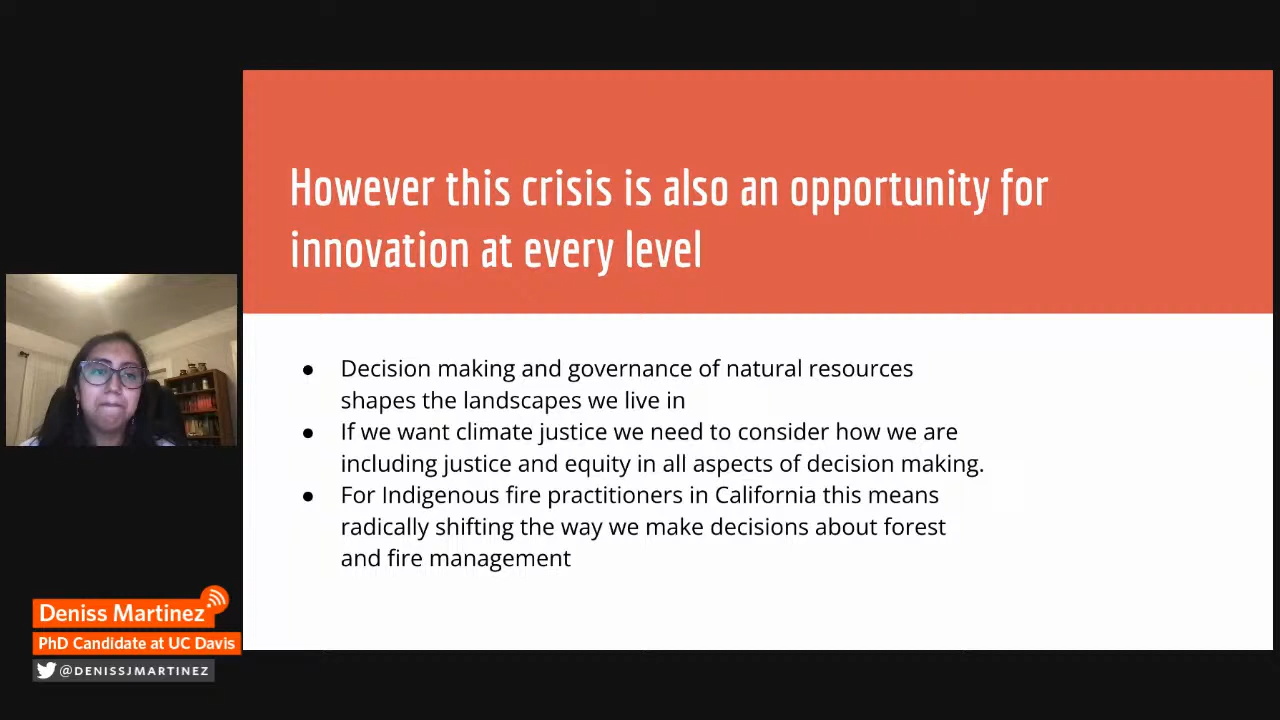 However this crisis is also an opportunity for
innovation at every level
● Decision making and governance of natural resources
shapes the landscapes we live in
● If we want climate justice we need to consider how we are
including justice and equity in all aspects of decision making.
● For Indigenous fire practitioners in California this means
radically shifting the way we make decisions about forest
and fire management
Deniss Martinez
PhD Candidate at UC Davis
@DENISSJMARTINEZ